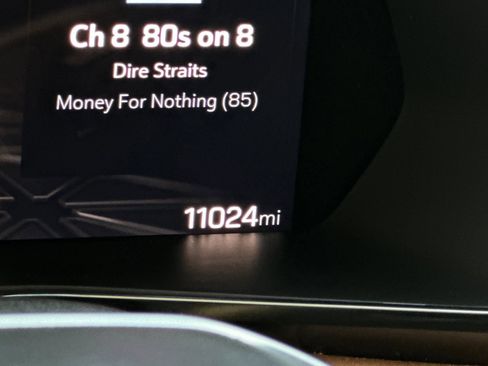 Ch 8 80s on 8
Dire Straits
Money For Nothing (85)
11024mi